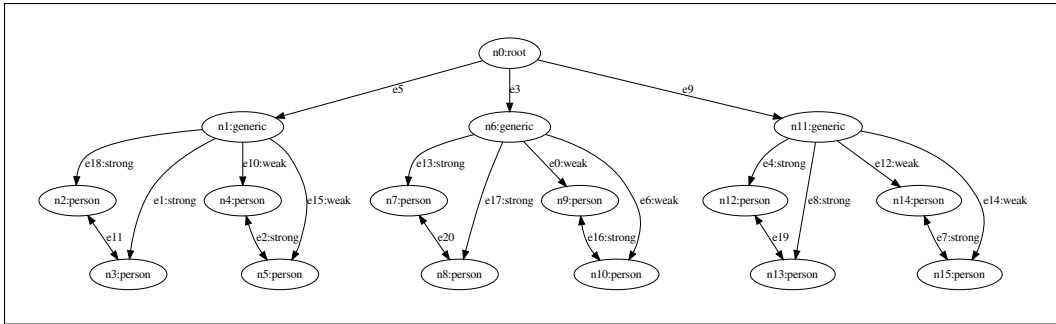 n0:root
e5
e3
e9
n1:generic
n6:generic
n11:generic
e18:strong
e10:weak
e13:strong
e0:weak
e4:strong
e12:weak
n2:person
e1:strong
n4:person
e15:weak
n7:person
e17:strong
n9:person
e6:weak
n12:person
e8:strong
n14:person
e14:weak
e11
e2:strong
e20
e16:strong
e19
e7:strong
n3:person
n5:person
n8:person
n10:person
n13:person
n15:person